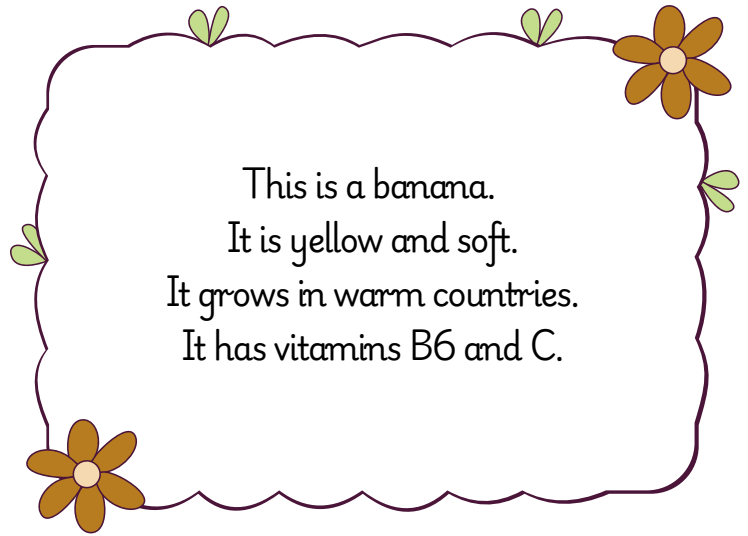 This is a banana.
It is yellow and soft.
It grows in warm countries.
It has vitamins B6 and C.